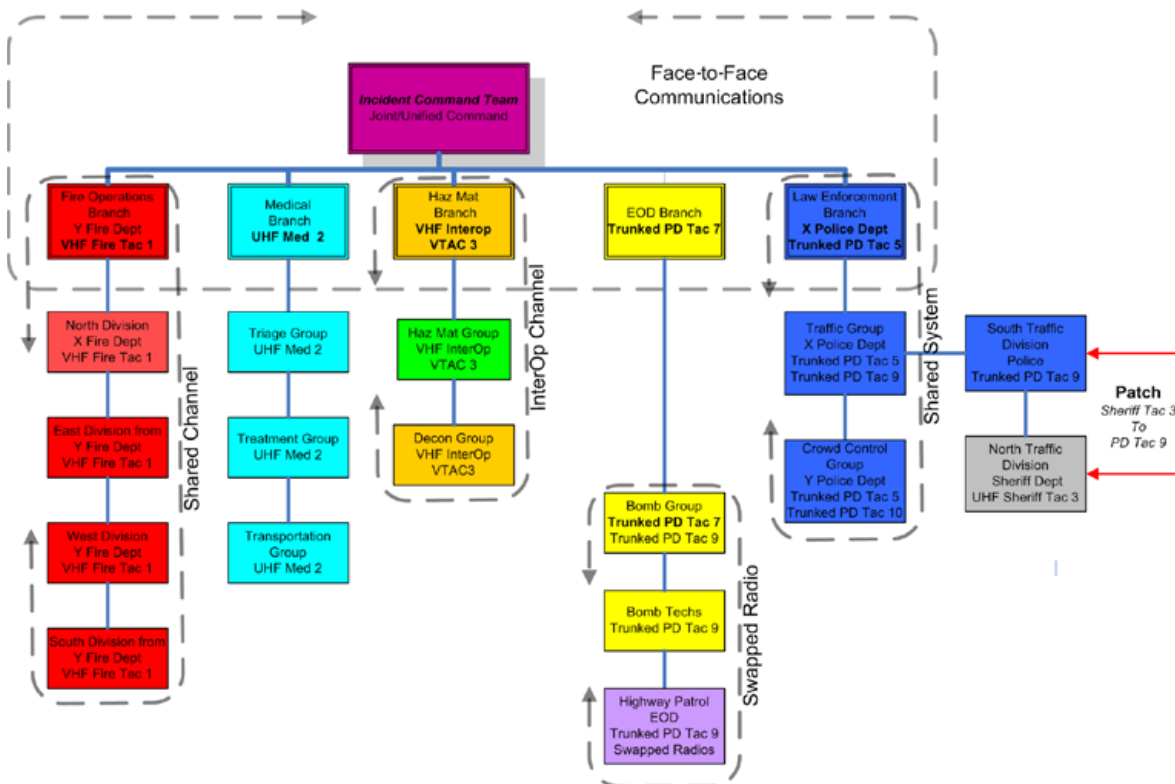 Face-to-Face
Communications
Incident Command Team
Joint/Unified Command
Fire Operations
Branch
Y Fire Dept
VHF Fire Tac 1
Medical
Branch
UHF Med 2
Haz Mat
Branch
VHF Interop
VTAC 3
EOD Branch
Trunked PD Tac 7
Law Enforcement
Branch
X Police Dept
Trunked PD Tac 5
North Division
X Fire Dept
VHF Fire Tac 1
Triage Group
UHF Med 2
Haz Mat Group
VHF InterOp
VTAC 3
Traffic Group
X Police Dept
Trunked PD Tac 5
Trunked PD Tac 9
South Traffic
Division
Police
Trunked PD Tac 9
Patch
Sheriff Tac 3
To
PD Tac 9
East Division from
Y Fire Dept
VHF Fire Tac 1
Treatment Group
UHF Med 2
Decon Group
VHF InterOp
VTAC3
Crowd Control
Group
Y Police Dept
Trunked PD Tac 5
Trunked PD Tac 10
North Traffic
Division
Sheriff Dept
UHF Sheriff Tac 3
West Division
Y Fire Dept
VHF Fire Tac 1
Transportation
Group
UHF Med 2
Bomb Group
Trunked PD Tac 7
Trunked PD Tac 9
Bomb Techs
Trunked PD Tac 9
South Division from
Y Fire Dept
VHF Fire Tac 1
Highway Patrol
EOD
Trunked PD Tac 9
Swapped Radios
Shared Channel
InterOp Channel
Swapped Radio
Shared System